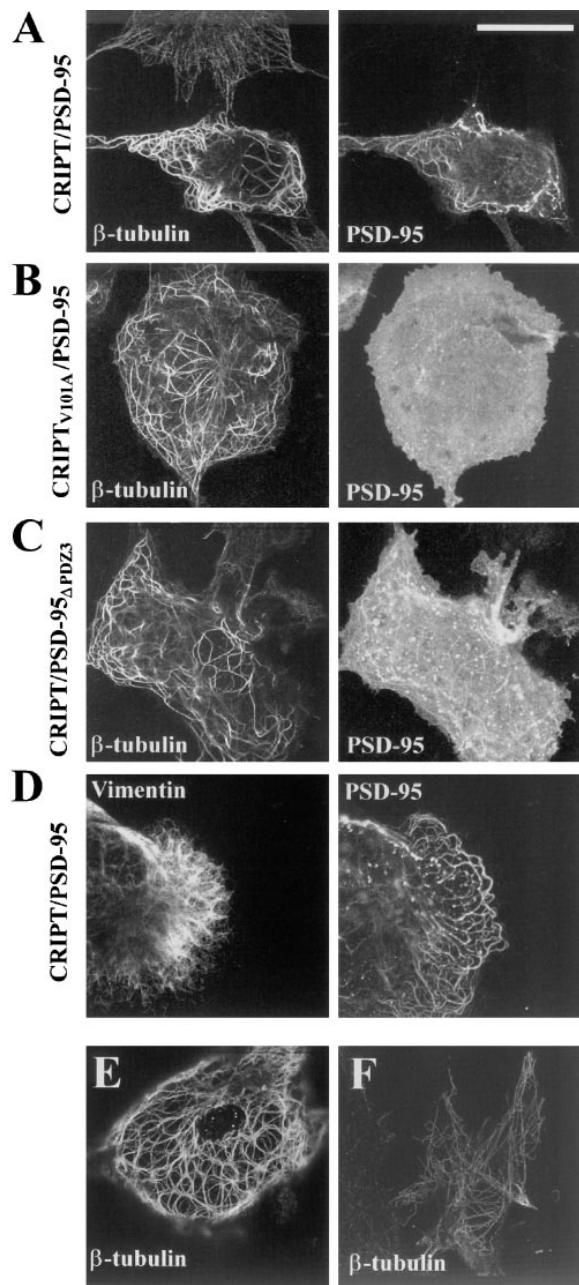 A
CRIPT/PSD-95
β-tubulin
PSD-95
B
CRIPTV101A/PSD-95
β-tubulin
PSD-95
C
CRIPT/PSD-95ΔPDZ3
β-tubulin
PSD-95
D
CRIPT/PSD-95
Vimentin
PSD-95
E
β-tubulin
F
β-tubulin